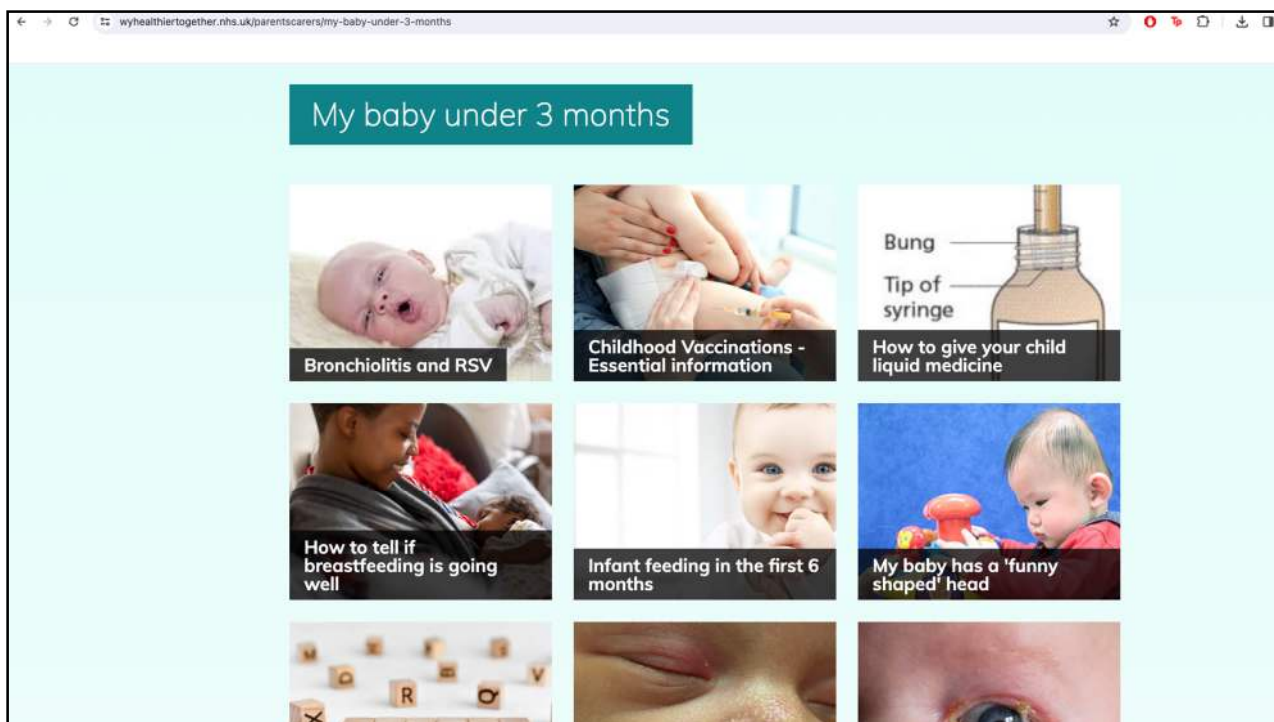 wyhealthiertogether.nhs.uk/parentscarers/my-baby-under-3-months
My baby under 3 months
Bronchiolitis and RSV
Childhood Vaccinations -
Essential information
Bung
Tip of
syringe
How to give your child
liquid medicine
How to tell if
breastfeeding is going
well
Infant feeding in the first 6
months
My baby has a 'funny
shaped' head
R
Q
V
D
X